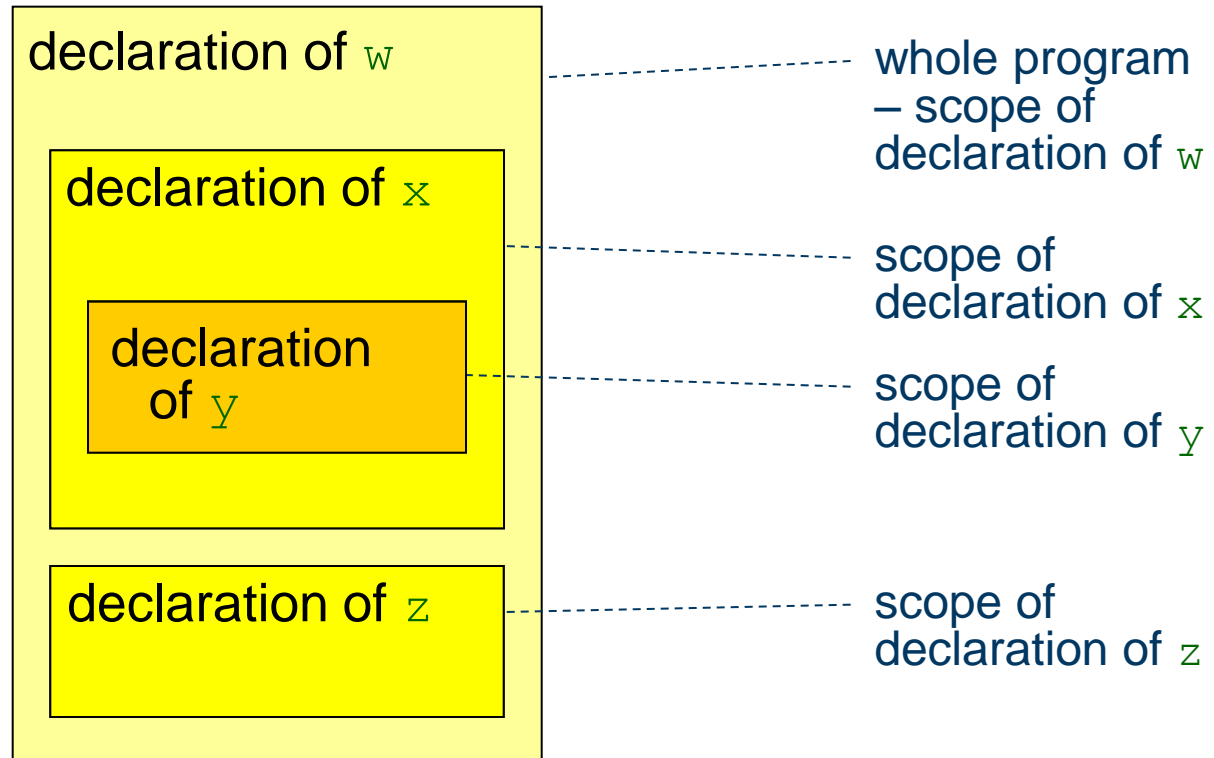 declaration of w
declaration of x
declaration
of y
declaration of z
whole program
– scope of
declaration of w
scope of
declaration of x
scope of
declaration of y
scope of
declaration of z